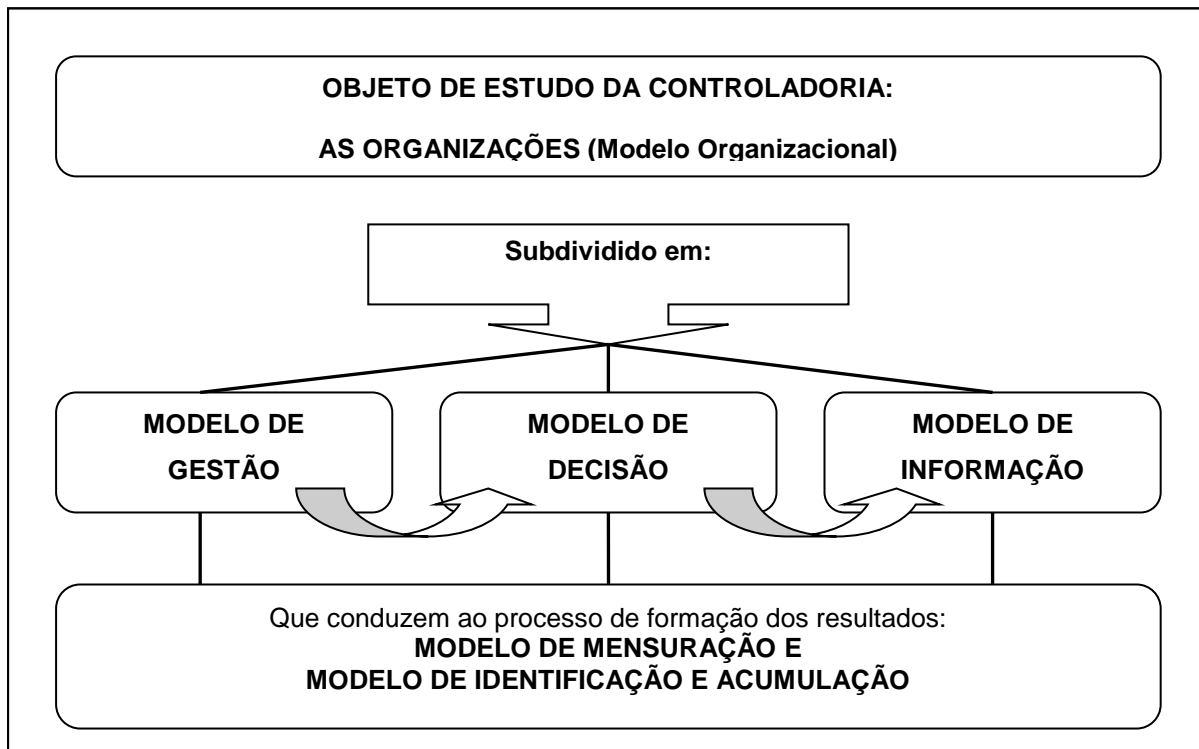 OBJETO DE ESTUDO DA CONTROLADORIA:
AS ORGANIZAÇÕES (Modelo Organizacional)
Subdividido em:
MODELO DE
GESTÃO
MODELO DE
DECISÃO
MODELO DE
INFORMAÇÃO
Que conduzem ao processo de formação dos resultados:
MODELO DE MENSURAÇÃO E
MODELO DE IDENTIFICAÇÃO E ACUMULAÇÃO